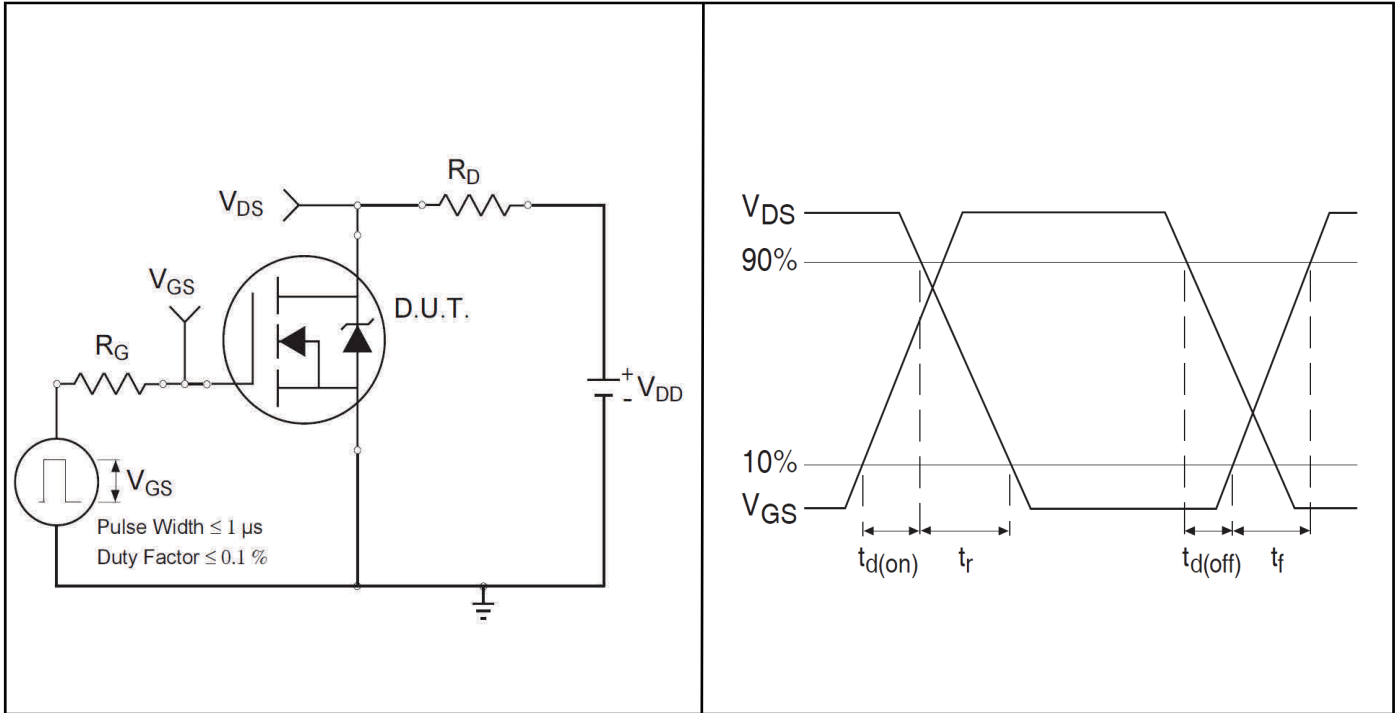 R_D
V_DS
V_GS
D.U.T.
R_G
+
V_DD
-
V_GS
Pulse Width ≤ 1 μs
Duty Factor ≤ 0.1 %
V_DS
90%
10%
V_GS
t_d(on) t_r t_d(off) t_f